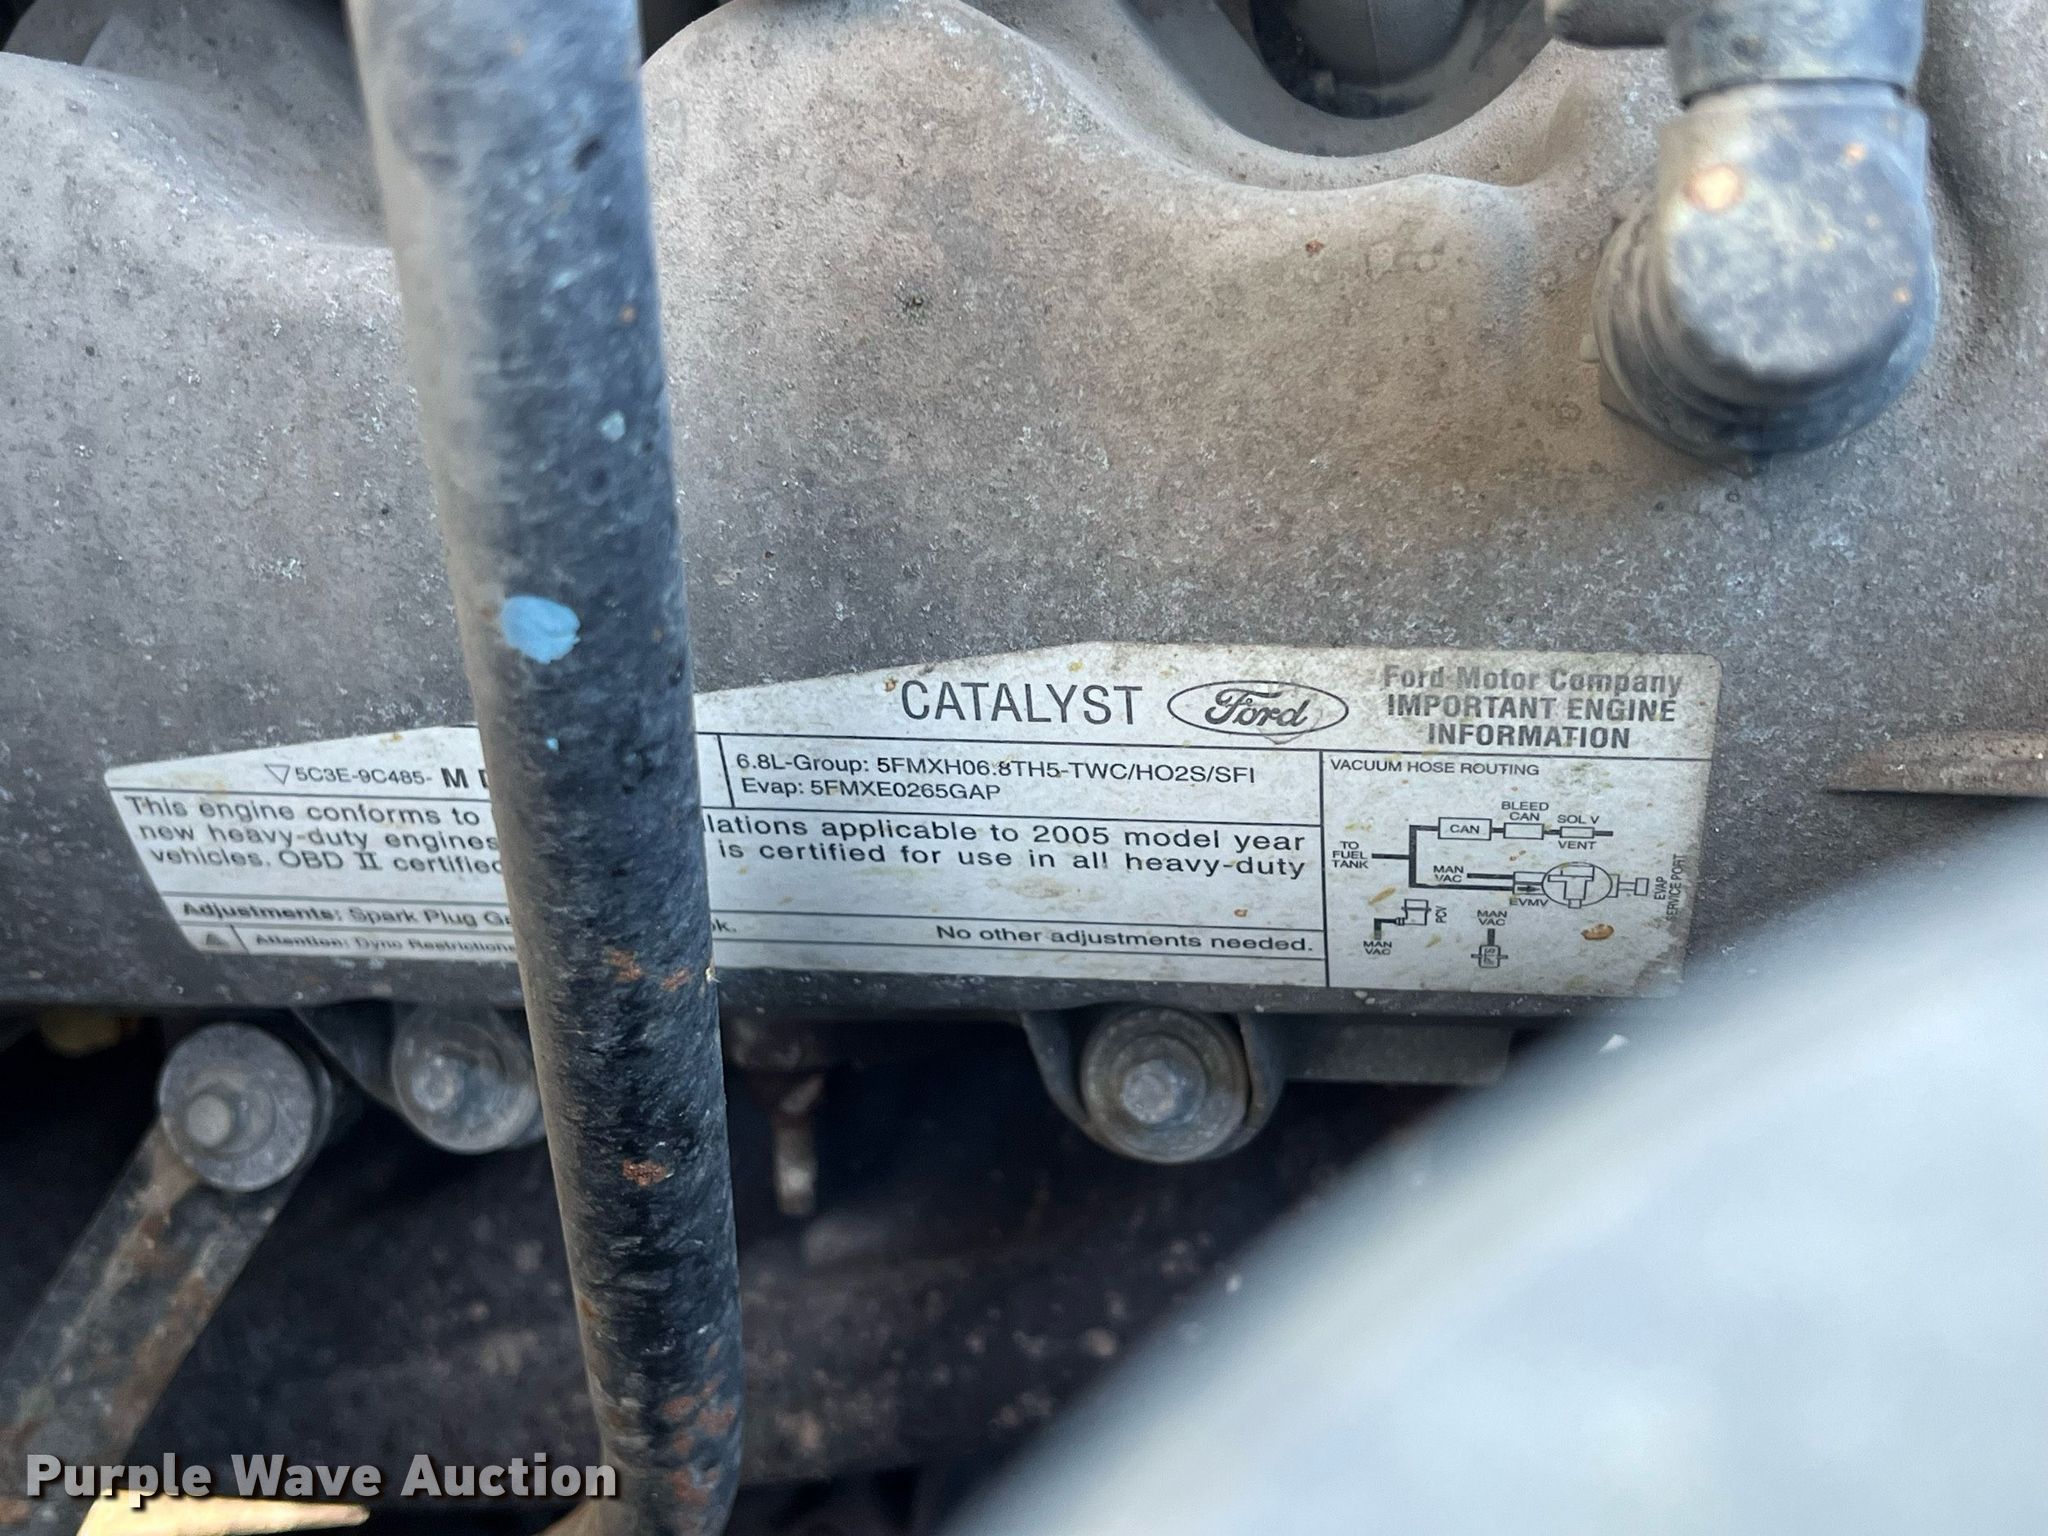 CATALYST
Ford
Ford Motor Company
IMPORTANT ENGINE
INFORMATION
5C3E-9C485- M
6.8L-Group: 5FMXH06.8TH5-TWC/HO2S/SFI
Evap: 5FMXE0265GAP
This engine conforms to lations applicable to 2005 model year
new heavy-duty engines is certified for use in all heavy-duty
vehicles. OBD II certified
Adjustments: Spark Plug G ok. No other adjustments needed.
Attention: Dyno Restrictions
VACUUM HOSE ROUTING
BLEED
CAN
SOL V
CAN
VENT
TO
FUEL
TANK
MAN
VAC
EVMV
EVAP
SERVICE PORT
PCV
MAN
VAC
MAN
VAC
Purple Wave Auction